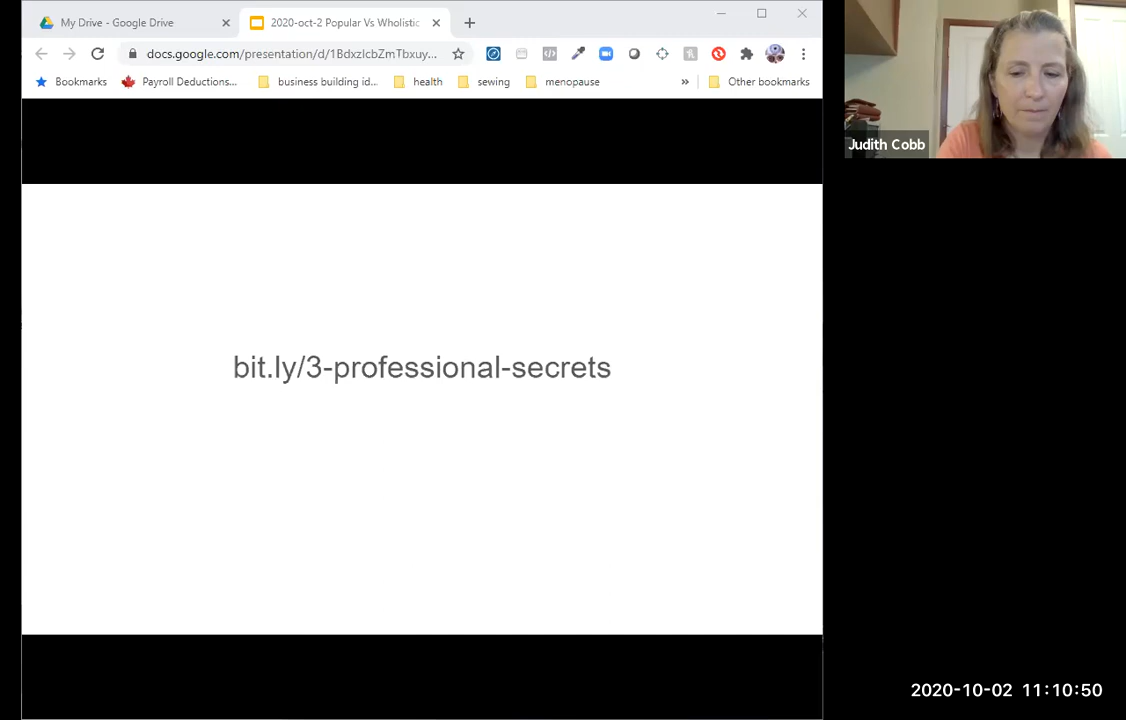 My Drive - Google Drive
2020-oct-2 Popular Vs Wholistic
docs.google.com/presentation/d/1BdxzlcbZmTbxuy...
Bookmarks
Payroll Deductions...
business building id...
health
sewing
menopause
Other bookmarks
Judith Cobb
bit.ly/3-professional-secrets
2020-10-02 11:10:50